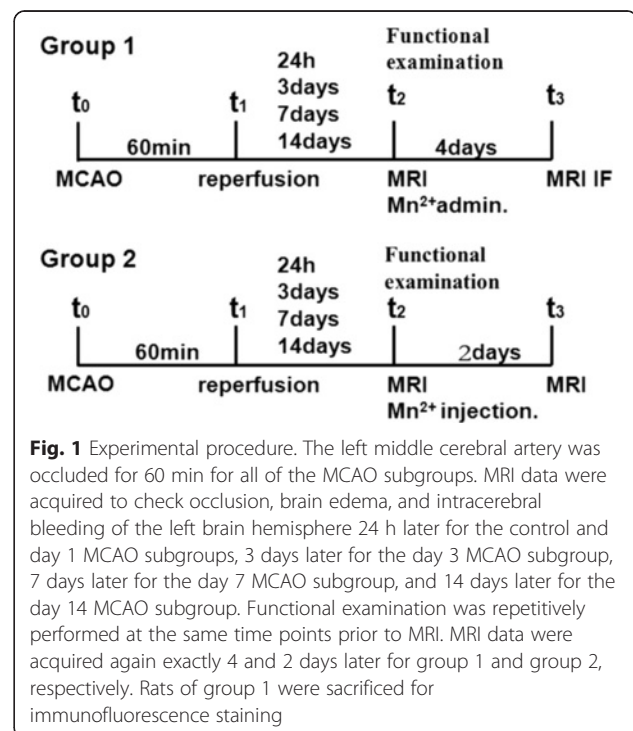 Group 1
Functional
examination
24h
3days
7days
14days
t0
t1
t2
t3
60min
4days
MCAO
reperfusion
MRI
MRI IF
Mn2+admin.
Group 2
Functional
examination
24h
3days
7days
14days
t0
t1
t2
t3
60min
2days
MCAO
reperfusion
MRI
MRI
Mn2+ injection.
Fig. 1 Experimental procedure. The left middle cerebral artery was
occluded for 60 min for all of the MCAO subgroups. MRI data were
acquired to check occlusion, brain edema, and intracerebral
bleeding of the left brain hemisphere 24 h later for the control and
day 1 MCAO subgroups, 3 days later for the day 3 MCAO subgroup,
7 days later for the day 7 MCAO subgroup, and 14 days later for the
day 14 MCAO subgroup. Functional examination was repetitively
performed at the same time points prior to MRI. MRI data were
acquired again exactly 4 and 2 days later for group 1 and group 2,
respectively. Rats of group 1 were sacrificed for
immunofluorescence staining